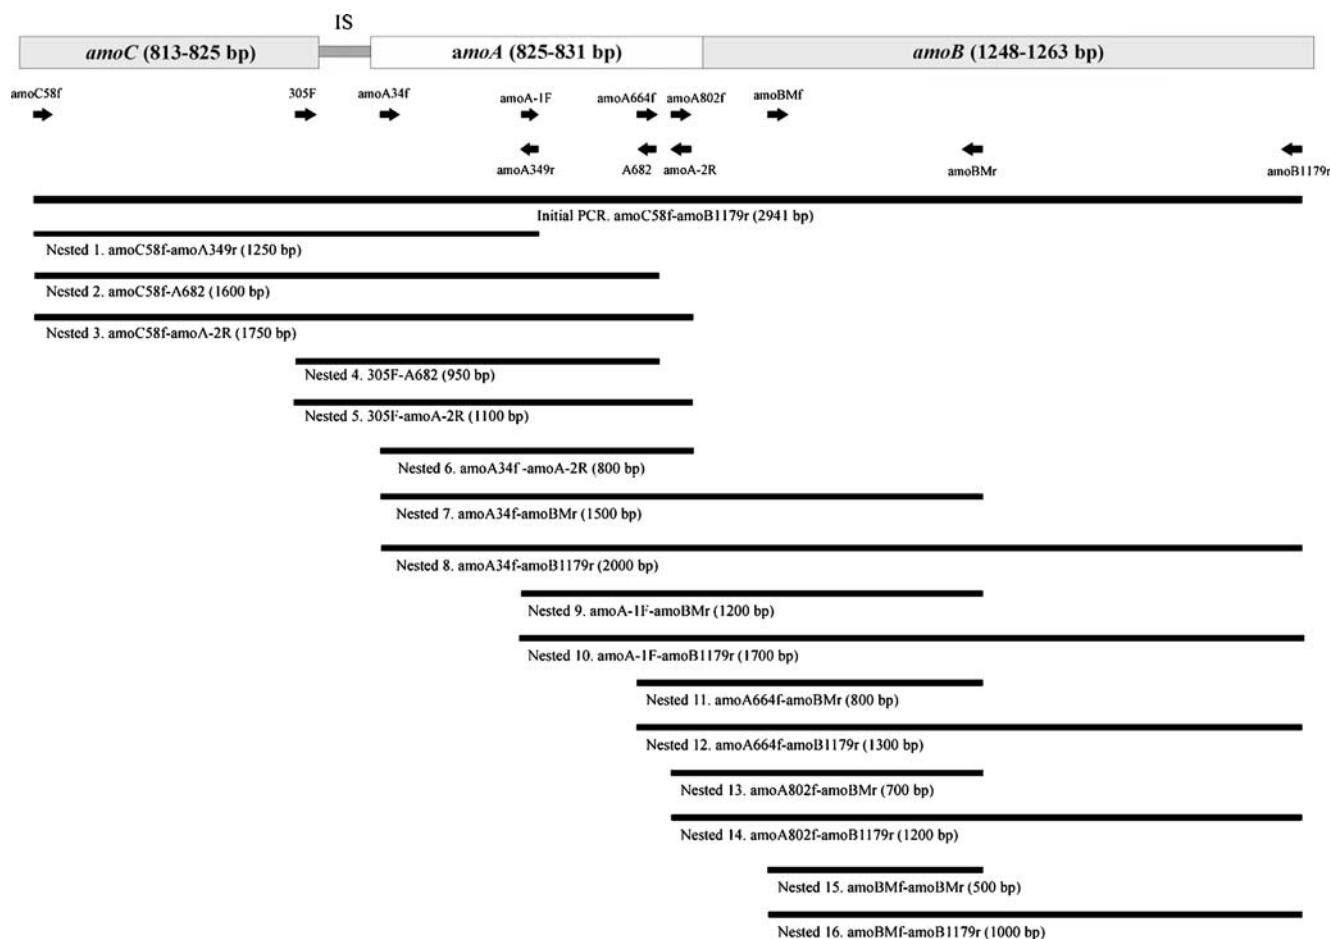 IS
amoC (813-825 bp)
amoA (825-831 bp)
amoB (1248-1263 bp)
amoC58f
305F
amoA34f
amoA-1F
amoA664f
amoA802f
amoBMf
amoA349r
A682
amoA-2R
amoBMr
amoB1179r
Initial PCR. amoC58f-amoB1179r (2941 bp)
Nested 1. amoC58f-amoA349r (1250 bp)
Nested 2. amoC58f-A682 (1600 bp)
Nested 3. amoC58f-amoA-2R (1750 bp)
Nested 4. 305F-A682 (950 bp)
Nested 5. 305F-amoA-2R (1100 bp)
Nested 6. amoA34f -amoA-2R (800 bp)
Nested 7. amoA34f-amoBMr (1500 bp)
Nested 8. amoA34f-amoB1179r (2000 bp)
Nested 9. amoA-1F-amoBMr (1200 bp)
Nested 10. amoA-1F-amoB1179r (1700 bp)
Nested 11. amoA664f-amoBMr (800 bp)
Nested 12. amoA664f-amoB1179r (1300 bp)
Nested 13. amoA802f-amoBMr (700 bp)
Nested 14. amoA802f-amoB1179r (1200 bp)
Nested 15. amoBMf-amoBMr (500 bp)
Nested 16. amoBMf-amoB1179r (1000 bp)